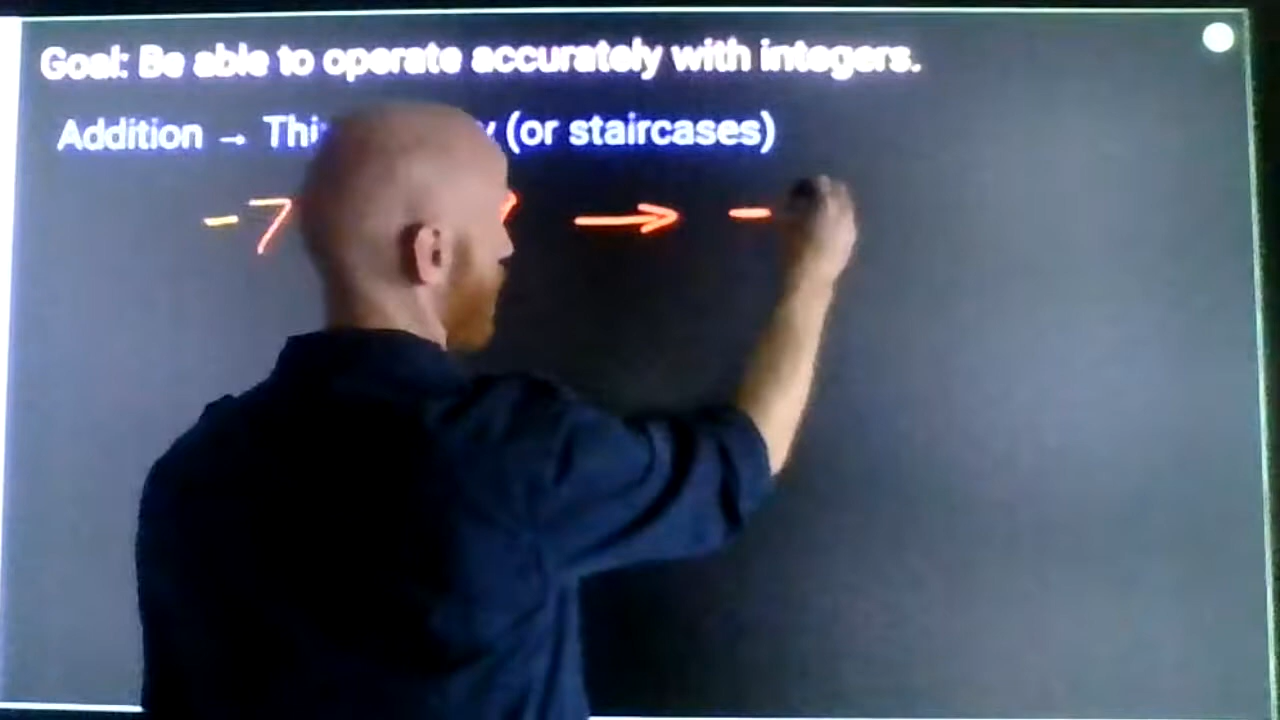 Goal: Be able to operate accurately with integers.
Addition → (or staircases)
-7 → -